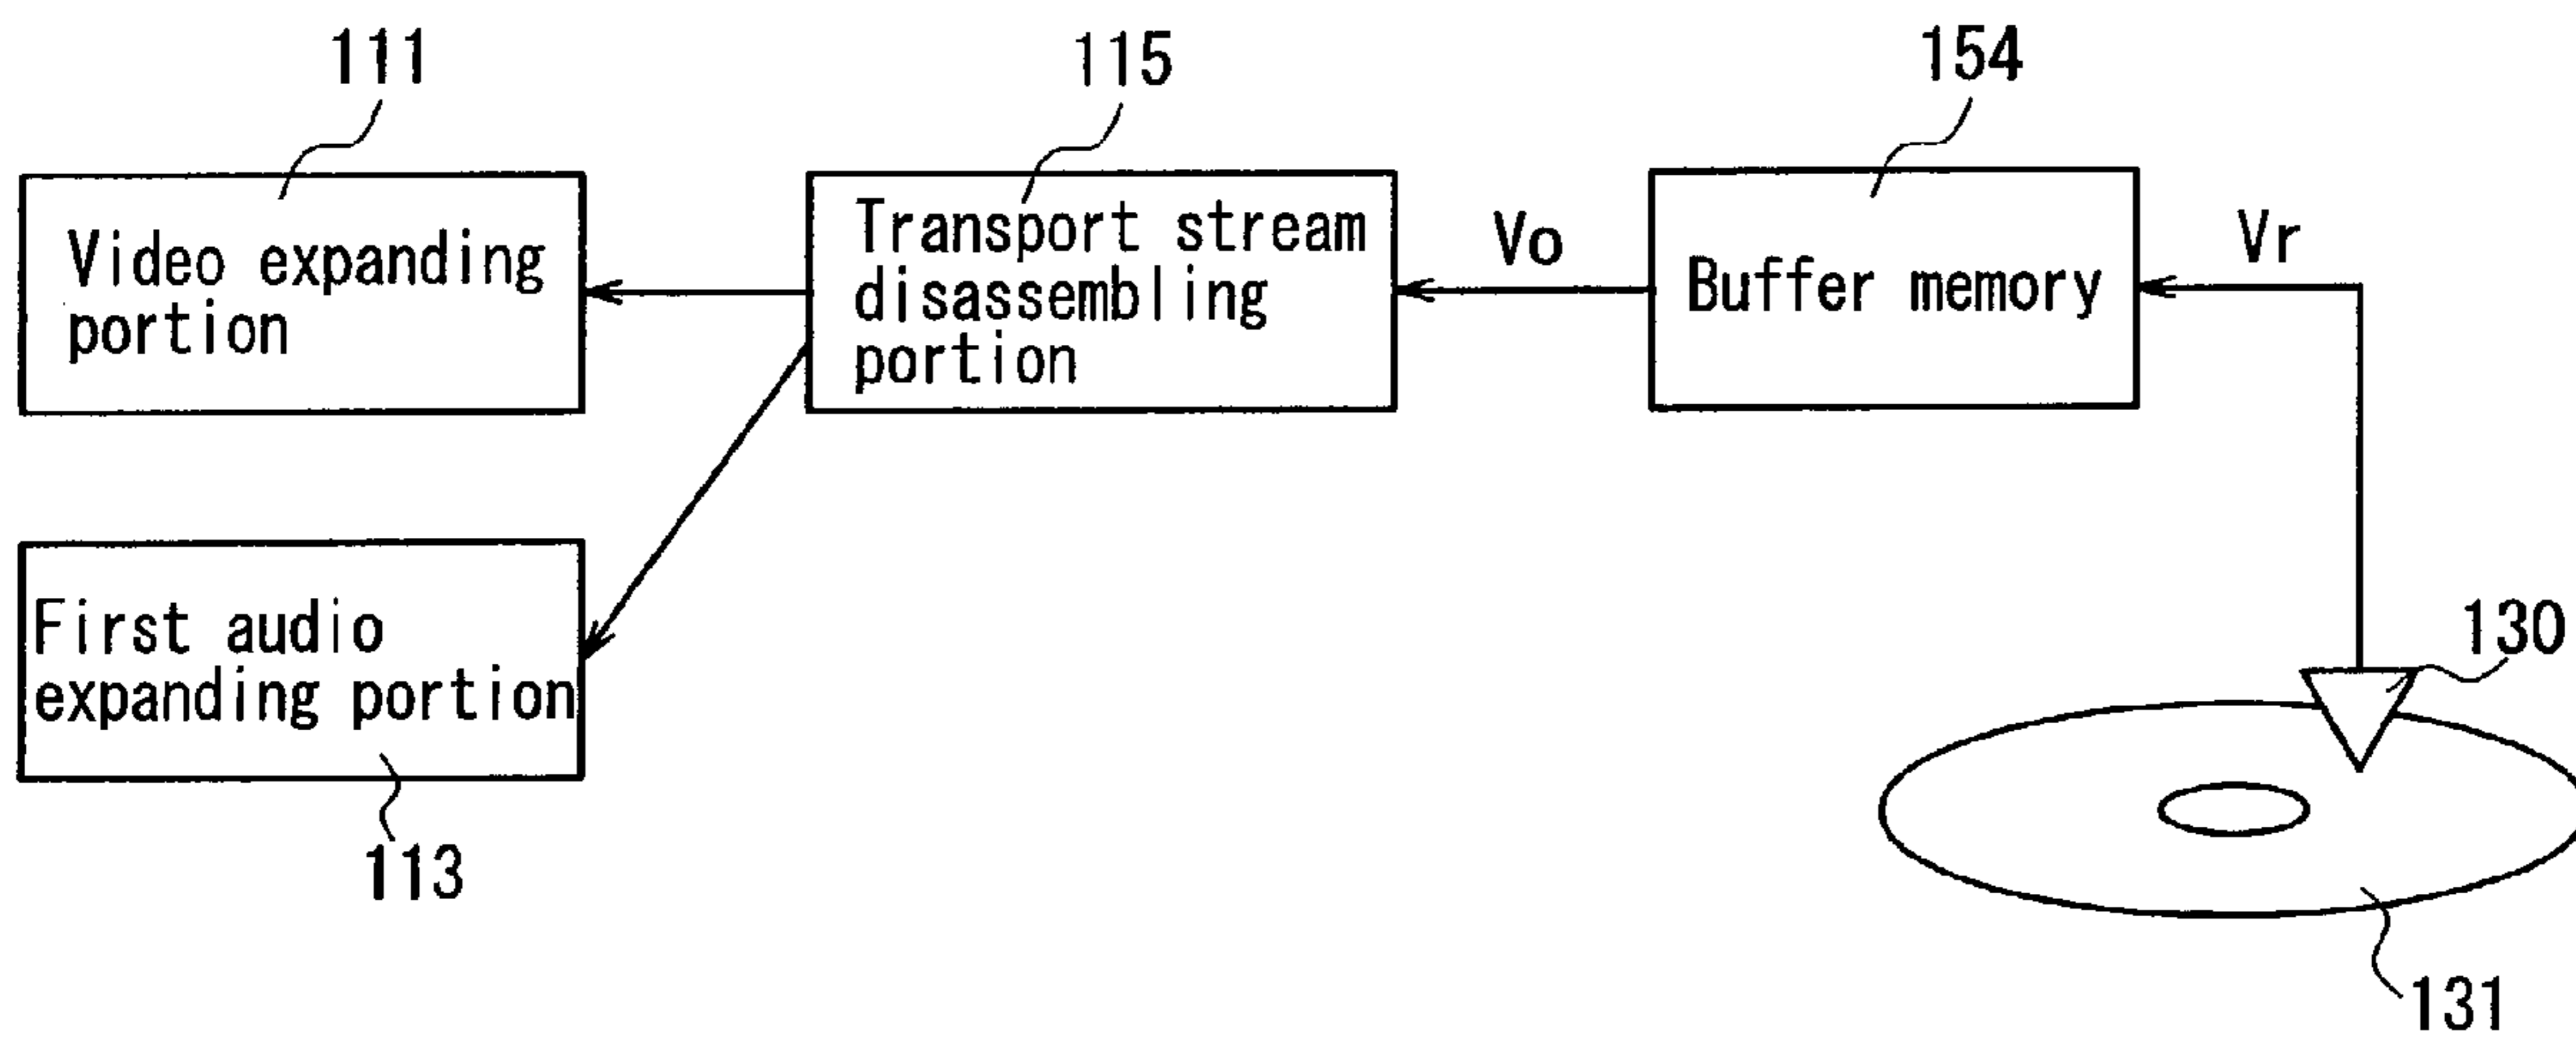 111
115
154
Video expanding
portion
Transport stream
disassembling
portion
Vo
Buffer memory
Vr
First audio
expanding portion
113
130
131